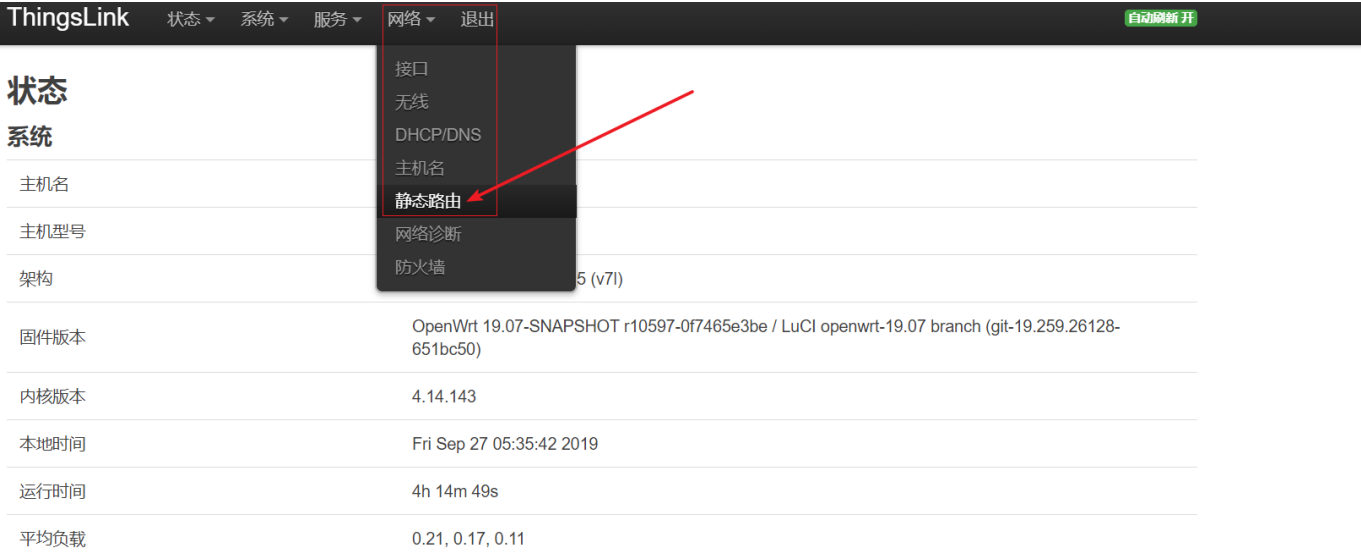 ThingsLink 状态 系统 服务 网络 退出 自动刷新 开
接口
无线
DHCP/DNS
主机名
静态路由
网络诊断
防火墙
状态
系统
主机名
主机型号
架构 5 (v7l)
固件版本 OpenWrt 19.07-SNAPSHOT r10597-0f7465e3be / LuCI openwrt-19.07 branch (git-19.259.26128-
651bc50)
内核版本 4.14.143
本地时间 Fri Sep 27 05:35:42 2019
运行时间 4h 14m 49s
平均负载 0.21, 0.17, 0.11